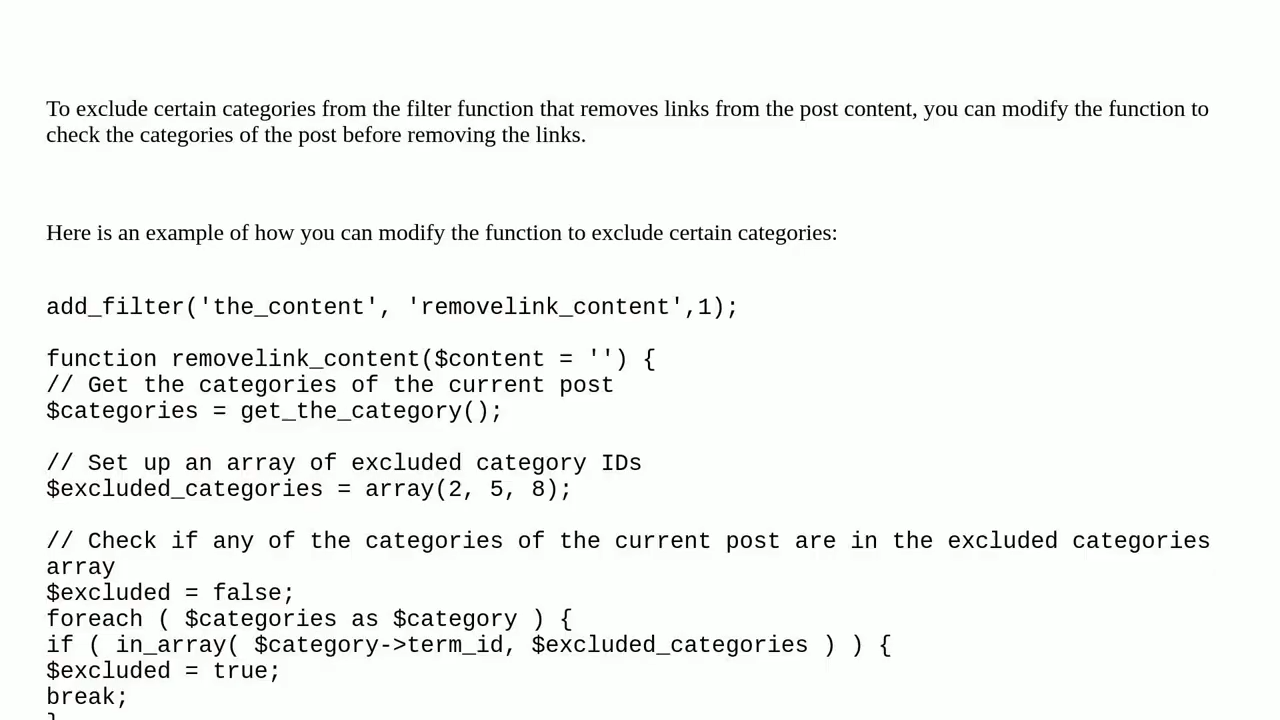 To exclude certain categories from the filter function that removes links from the post content, you can modify the function to
check the categories of the post before removing the links.
Here is an example of how you can modify the function to exclude certain categories:
add_filter('the_content', 'removelink_content',1);
function removelink_content($content = '') {
// Get the categories of the current post
$categories = get_the_category();
// Set up an array of excluded category IDs
$excluded_categories = array(2, 5, 8);
// Check if any of the categories of the current post are in the excluded categories
array
$excluded = false;
foreach ( $categories as $category ) {
if ( in_array( $category->term_id, $excluded_categories ) ) {
$excluded = true;
break;
}